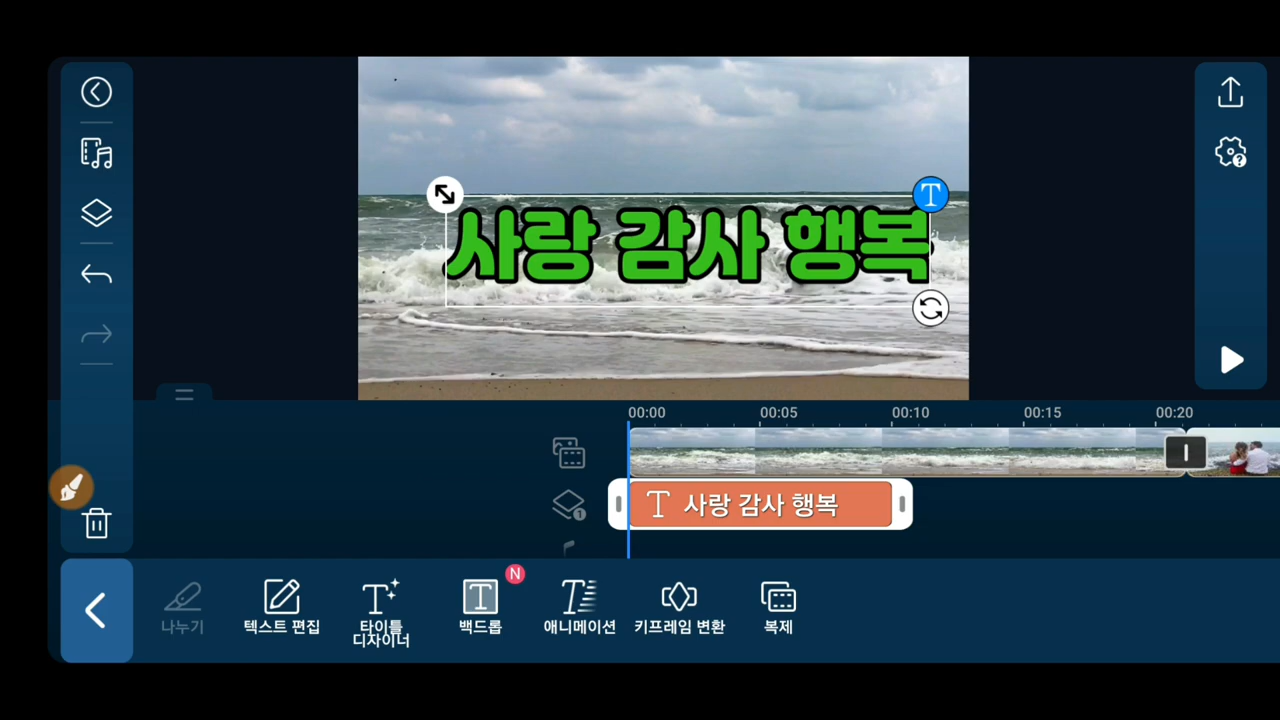 T
사랑 감사 행복
00:00 00:05 00:10 00:15 00:20
1
T 사랑 감사 행복
N
나누기 텍스트 편집 타이틀 디자이너 백드롭 애니메이션 키프레임 변환 복제